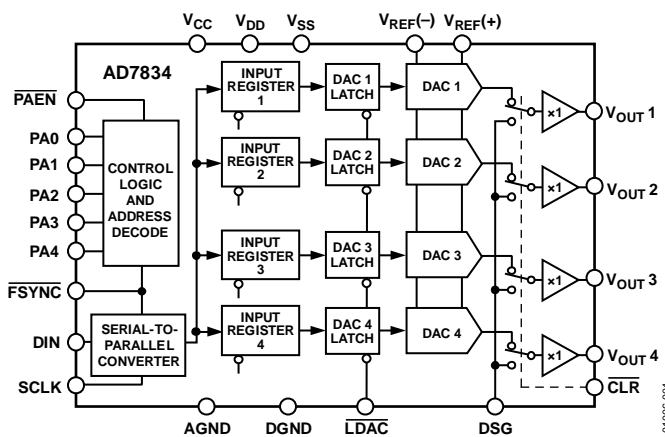 VCC
VDD
VSS
VREF(–)
VREF(+)
AD7834
PAEN
PA0
PA1
PA2
PA3
PA4
FSYNC
DIN
SCLK
CONTROL
LOGIC
AND
ADDRESS
DECODE
SERIAL-TO-
PARALLEL
CONVERTER
INPUT
REGISTER
1
DAC 1
LATCH
DAC 1
×1
VOUT 1
INPUT
REGISTER
2
DAC 2
LATCH
DAC 2
×1
VOUT 2
INPUT
REGISTER
3
DAC 3
LATCH
DAC 3
×1
VOUT 3
INPUT
REGISTER
4
DAC 4
LATCH
DAC 4
×1
VOUT 4
CLR
AGND
DGND
LDAC
DSG